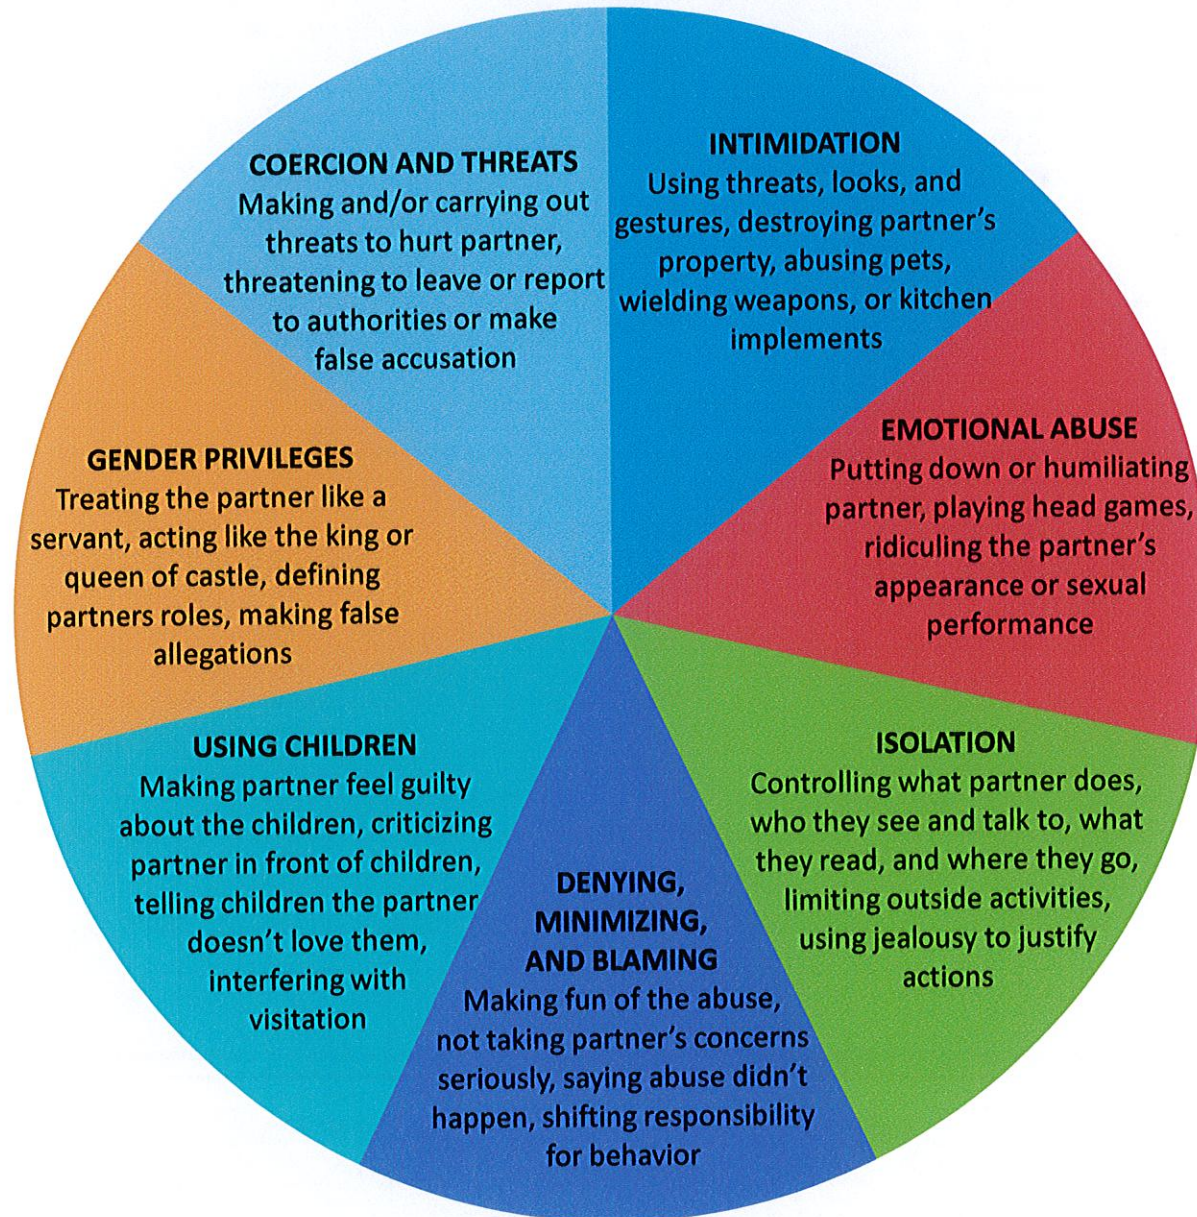 COERCION AND THREATS
Making and/or carrying out
threats to hurt partner,
threatening to leave or report
to authorities or make
false accusation
INTIMIDATION
Using threats, looks, and
gestures, destroying partner's
property, abusing pets,
wielding weapons, or kitchen
implements
EMOTIONAL ABUSE
Putting down or humiliating
partner, playing head games,
ridiculing the partner's
appearance or sexual
performance
ISOLATION
Controlling what partner does,
who they see and talk to, what
they read, and where they go,
limiting outside activities,
using jealousy to justify
actions
DENYING,
MINIMIZING,
AND BLAMING
Making fun of the abuse,
not taking partner's concerns
seriously, saying abuse didn't
happen, shifting responsibility
for behavior
USING CHILDREN
Making partner feel guilty
about the children, criticizing
partner in front of children,
telling children the partner
doesn't love them,
interfering with
visitation
GENDER PRIVILEGES
Treating the partner like a
servant, acting like the king or
queen of castle, defining
partners roles, making false
allegations